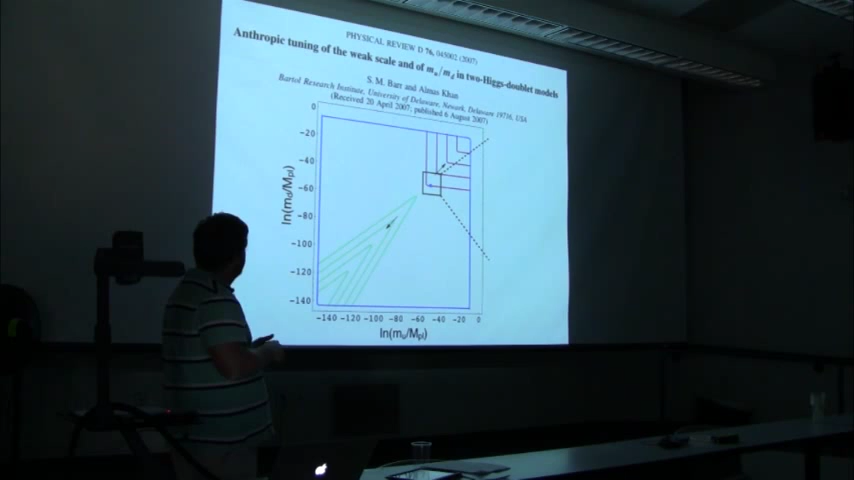 PHYSICAL REVIEW D 76, 043002 (2007)
Anthropic tuning of the weak scale and of m_u/m_d in two-Higgs-doublet models
S. M. Barr and Almas Khan
Bartol Research Institute, University of Delaware, Newark, Delaware 19716, USA
(Received 20 April 2007; published 6 August 2007)
0
-20
-40
-60
-80
-100
-120
-140
ln(m_d/M_pl)
-140 -120 -100 -80 -60 -40 -20 0
ln(m_u/M_pl)